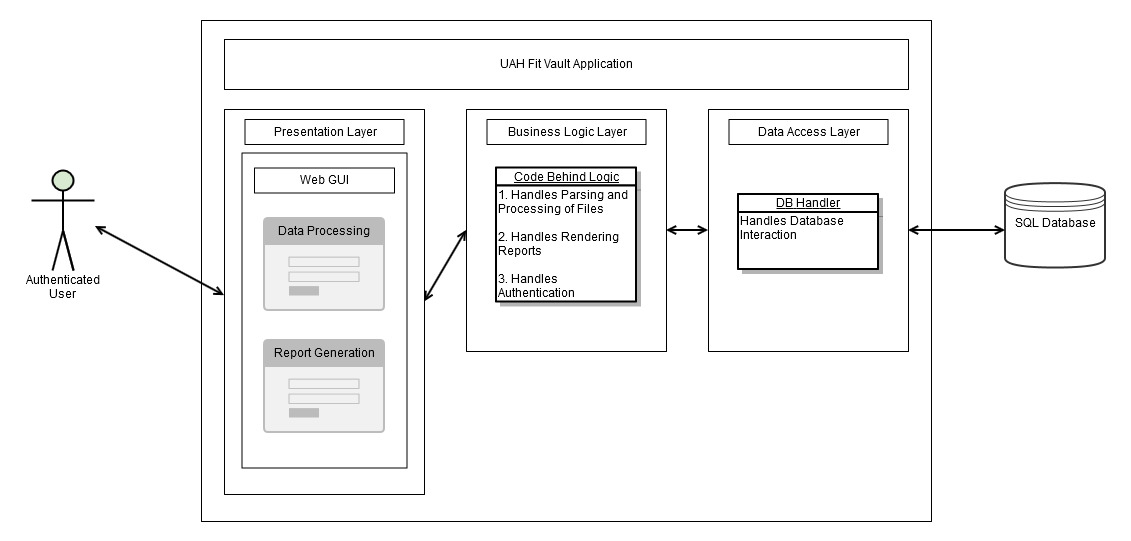 UAH Fit Vault Application
Presentation Layer
Business Logic Layer
Data Access Layer
Web GUI
Code Behind Logic
1. Handles Parsing and
Processing of Files
2. Handles Rendering
Reports
3. Handles
Authentication
DB Handler
Handles Database
Interaction
SQL Database
Data Processing
Report Generation
Authenticated
User